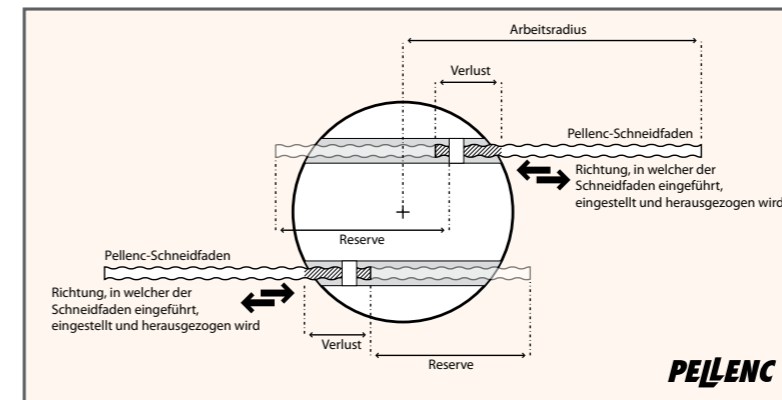 Arbeitsradius
Verlust
Pellenc-Schneidfaden
Richtung, in welcher der
Schneidfaden eingeführt,
eingestellt und herausgezogen wird
Reserve
Pellenc-Schneidfaden
Richtung, in welcher der
Schneidfaden eingeführt,
eingestellt und herausgezogen wird
Verlust
Reserve
PELLENC